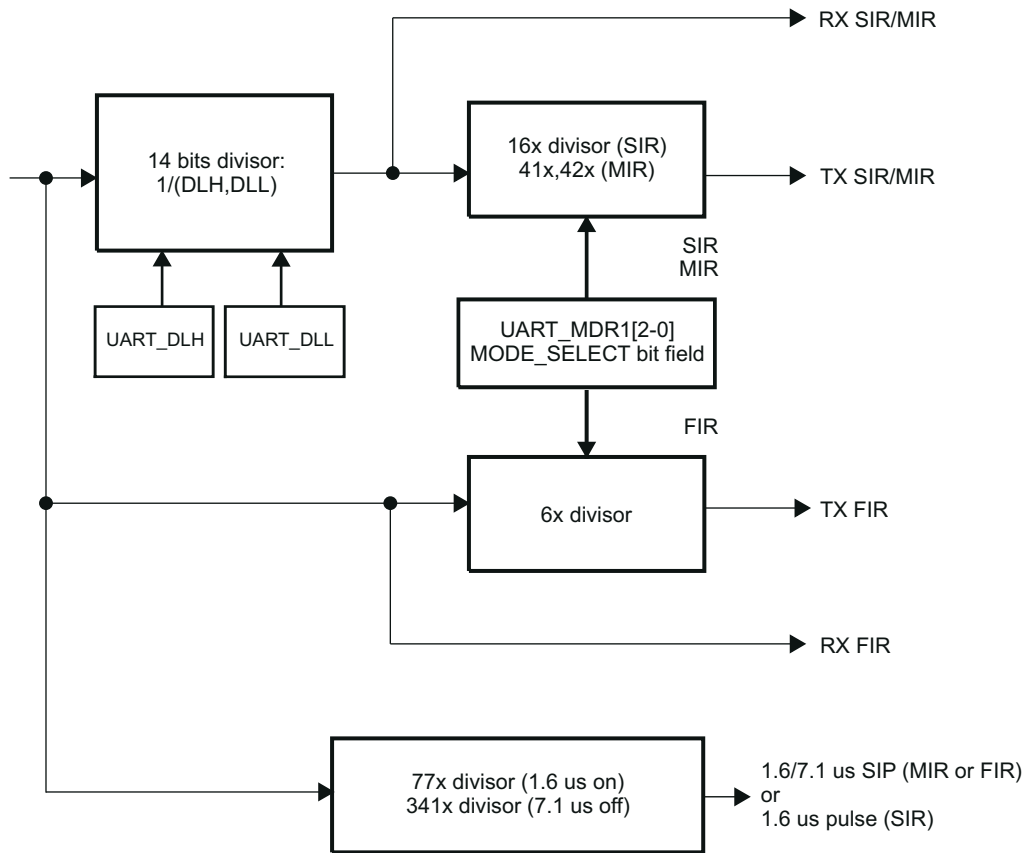 RX SIR/MIR
14 bits divisor:
1/(DLH,DLL)
16x divisor (SIR)
41x,42x (MIR)
TX SIR/MIR
SIR
MIR
UART_DLH
UART_DLL
UART_MDR1[2-0]
MODE_SELECT bit field
FIR
6x divisor
TX FIR
RX FIR
77x divisor (1.6 us on)
341x divisor (7.1 us off)
1.6/7.1 us SIP (MIR or FIR)
or
1.6 us pulse (SIR)